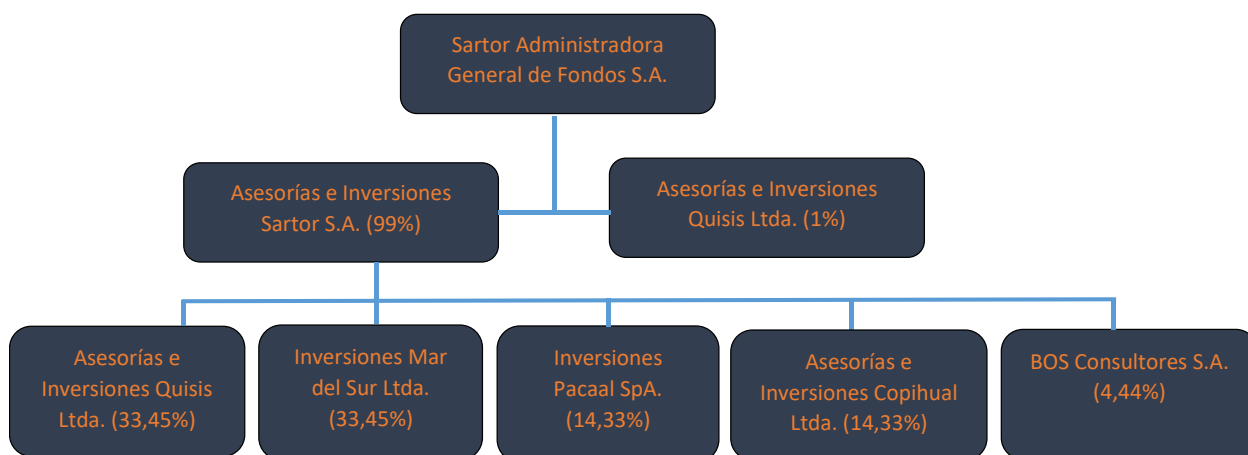 Sartor Administradora
General de Fondos S.A.
Asesorías e Inversiones
Sartor S.A. (99%)
Asesorías e Inversiones
Quisis Ltda. (1%)
Asesorías e
Inversiones Quisis
Ltda. (33,45%)
Inversiones Mar
del Sur Ltda.
(33,45%)
Inversiones
Pacaal SpA.
(14,33%)
Asesorías e
Inversiones Copihual
Ltda. (14,33%)
BOS Consultores S.A.
(4,44%)